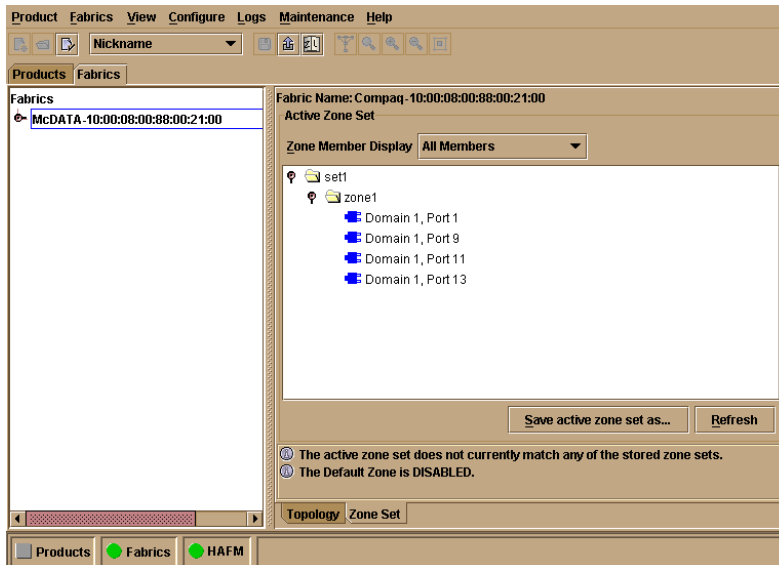 Product Fabrics View Configure Logs Maintenance Help
Nickname
Products Fabrics
Fabrics
McDATA-10:00:08:00:88:00:21:00
Fabric Name: Compaq-10:00:08:00:88:00:21:00
Active Zone Set
Zone Member Display All Members
set1
zone1
Domain 1, Port 1
Domain 1, Port 9
Domain 1, Port 11
Domain 1, Port 13
Save active zone set as... Refresh
The active zone set does not currently match any of the stored zone sets.
The Default Zone is DISABLED.
Topology Zone Set
Products Fabrics HAFM